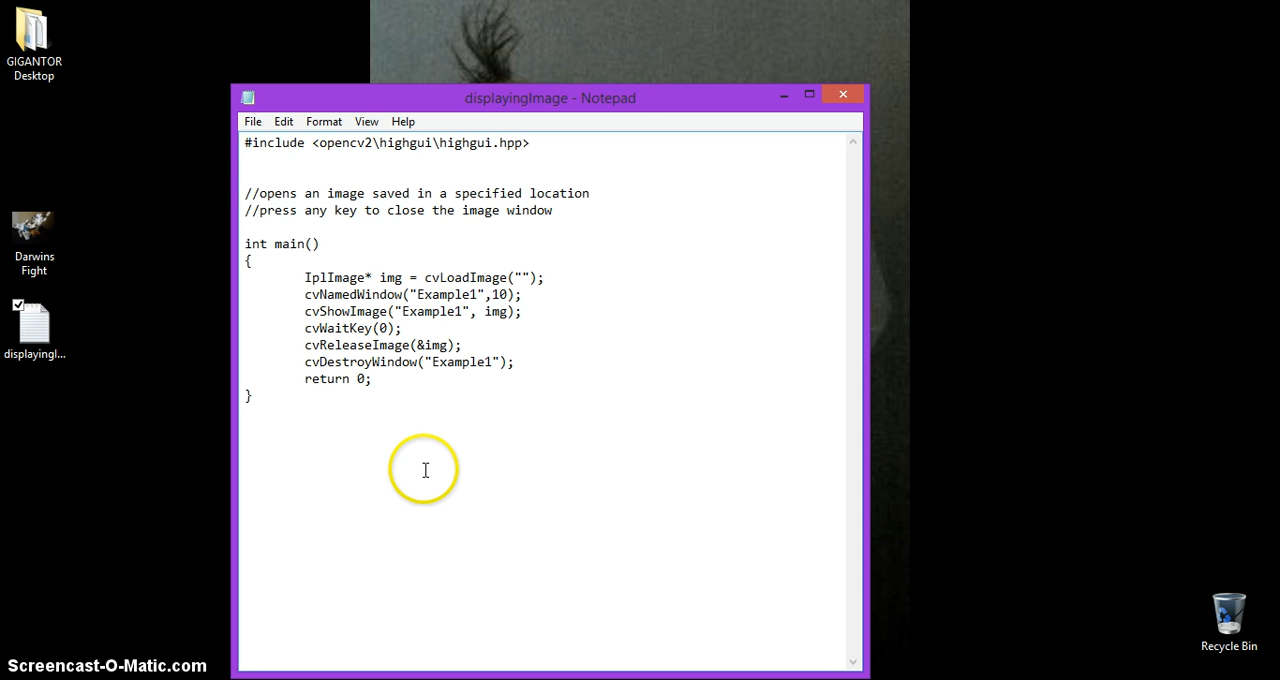 GIGANTOR
Desktop
Darwins
Fight
displayingI...
displayingImage - Notepad
File Edit Format View Help
#include <opencv2\highgui\highgui.hpp>
//opens an image saved in a specified location
//press any key to close the image window
int main()
{
IplImage* img = cvLoadImage("");
cvNamedWindow("Example1",10);
cvShowImage("Example1", img);
cvWaitKey(0);
cvReleaseImage(&img);
cvDestroyWindow("Example1");
return 0;
}
Recycle Bin
Screencast-O-Matic.com